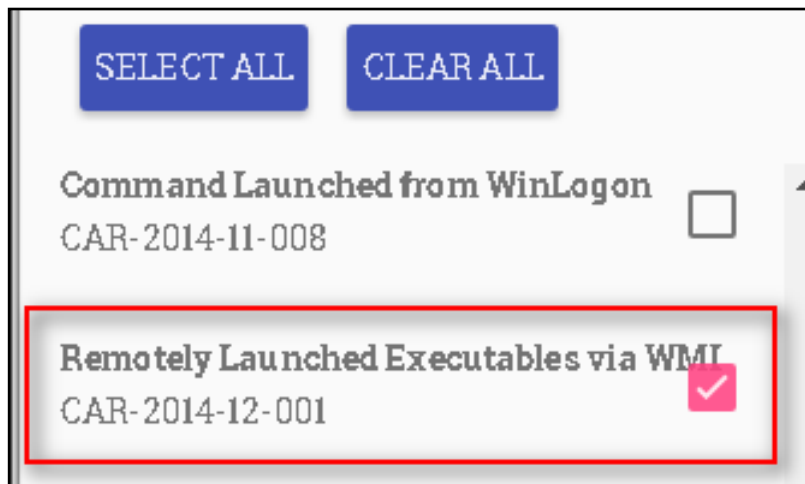 SELECT ALL CLEAR ALL
Command Launched from WinLogon
CAR-2014-11-008
Remotely Launched Executables via WMI
CAR-2014-12-001